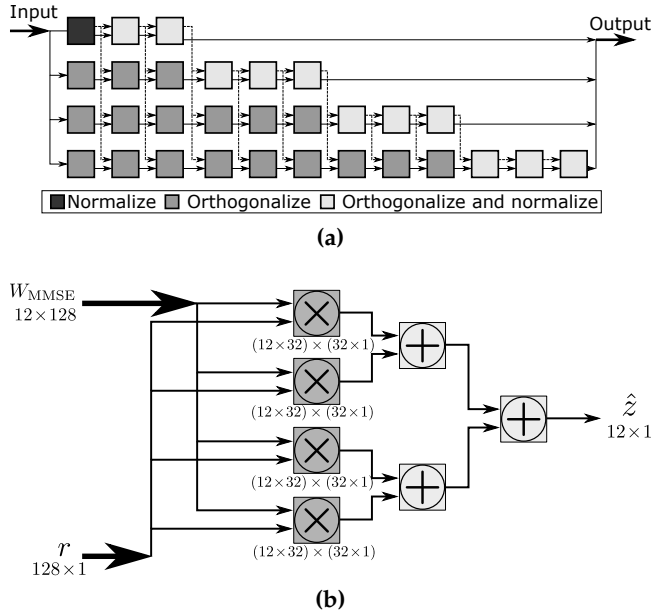 Input
Output
Normalize Orthogonalize Orthogonalize and normalize
(a)
W_MMSE
12×128
(12×32)×(32×1)
(12×32)×(32×1)
(12×32)×(32×1)
(12×32)×(32×1)
ẑ
12×1
r
128×1
(b)